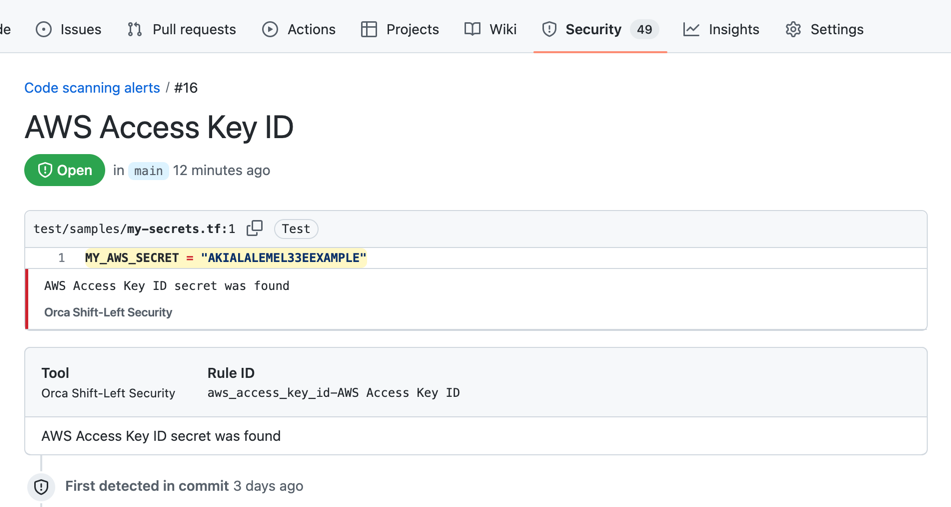 de Issues Pull requests Actions Projects Wiki Security 49 Insights Settings
Code scanning alerts / #16
AWS Access Key ID
Open in main 12 minutes ago
test/samples/my-secrets.tf:1 Test
1 MY_AWS_SECRET = "AKIALALEMEL33EEXAMPLE"
AWS Access Key ID secret was found
Orca Shift-Left Security
Tool Rule ID
Orca Shift-Left Security aws_access_key_id-AWS Access Key ID
AWS Access Key ID secret was found
First detected in commit 3 days ago